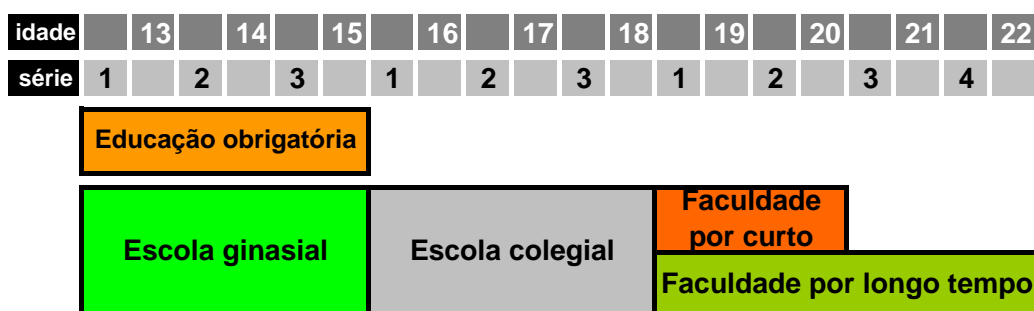 idade 13 14 15 16 17 18 19 20 21 22
série 1 2 3 1 2 3 1 2 3 4
Educação obrigatória
Escola ginasial
Escola colegial
Faculdade
por curto
Faculdade por longo tempo